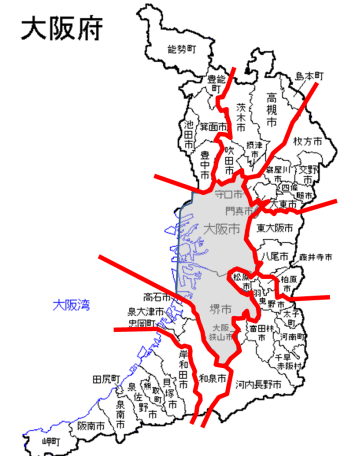 大阪府
能勢町
豊能
町
島本町
茨木市
高槻市
池田市
箕面市
豊中市
吹田市
摂津
市
枚方市
寝屋川
市
交野
市
四條
畷市
守口市
門真市
大東市
大阪市
東大阪市
八尾市
藤井寺市
松原
市
柏原
市
羽曳野市
大阪湾
高石市
泉大津市
忠岡町
堺市
大阪
狭山市
富田林
市
太子
町
河南町
千早
赤阪村
岸和田市
和泉市
河内長野市
田尻町
泉佐野市
熊取町
貝塚市
泉南市
阪南市
岬町